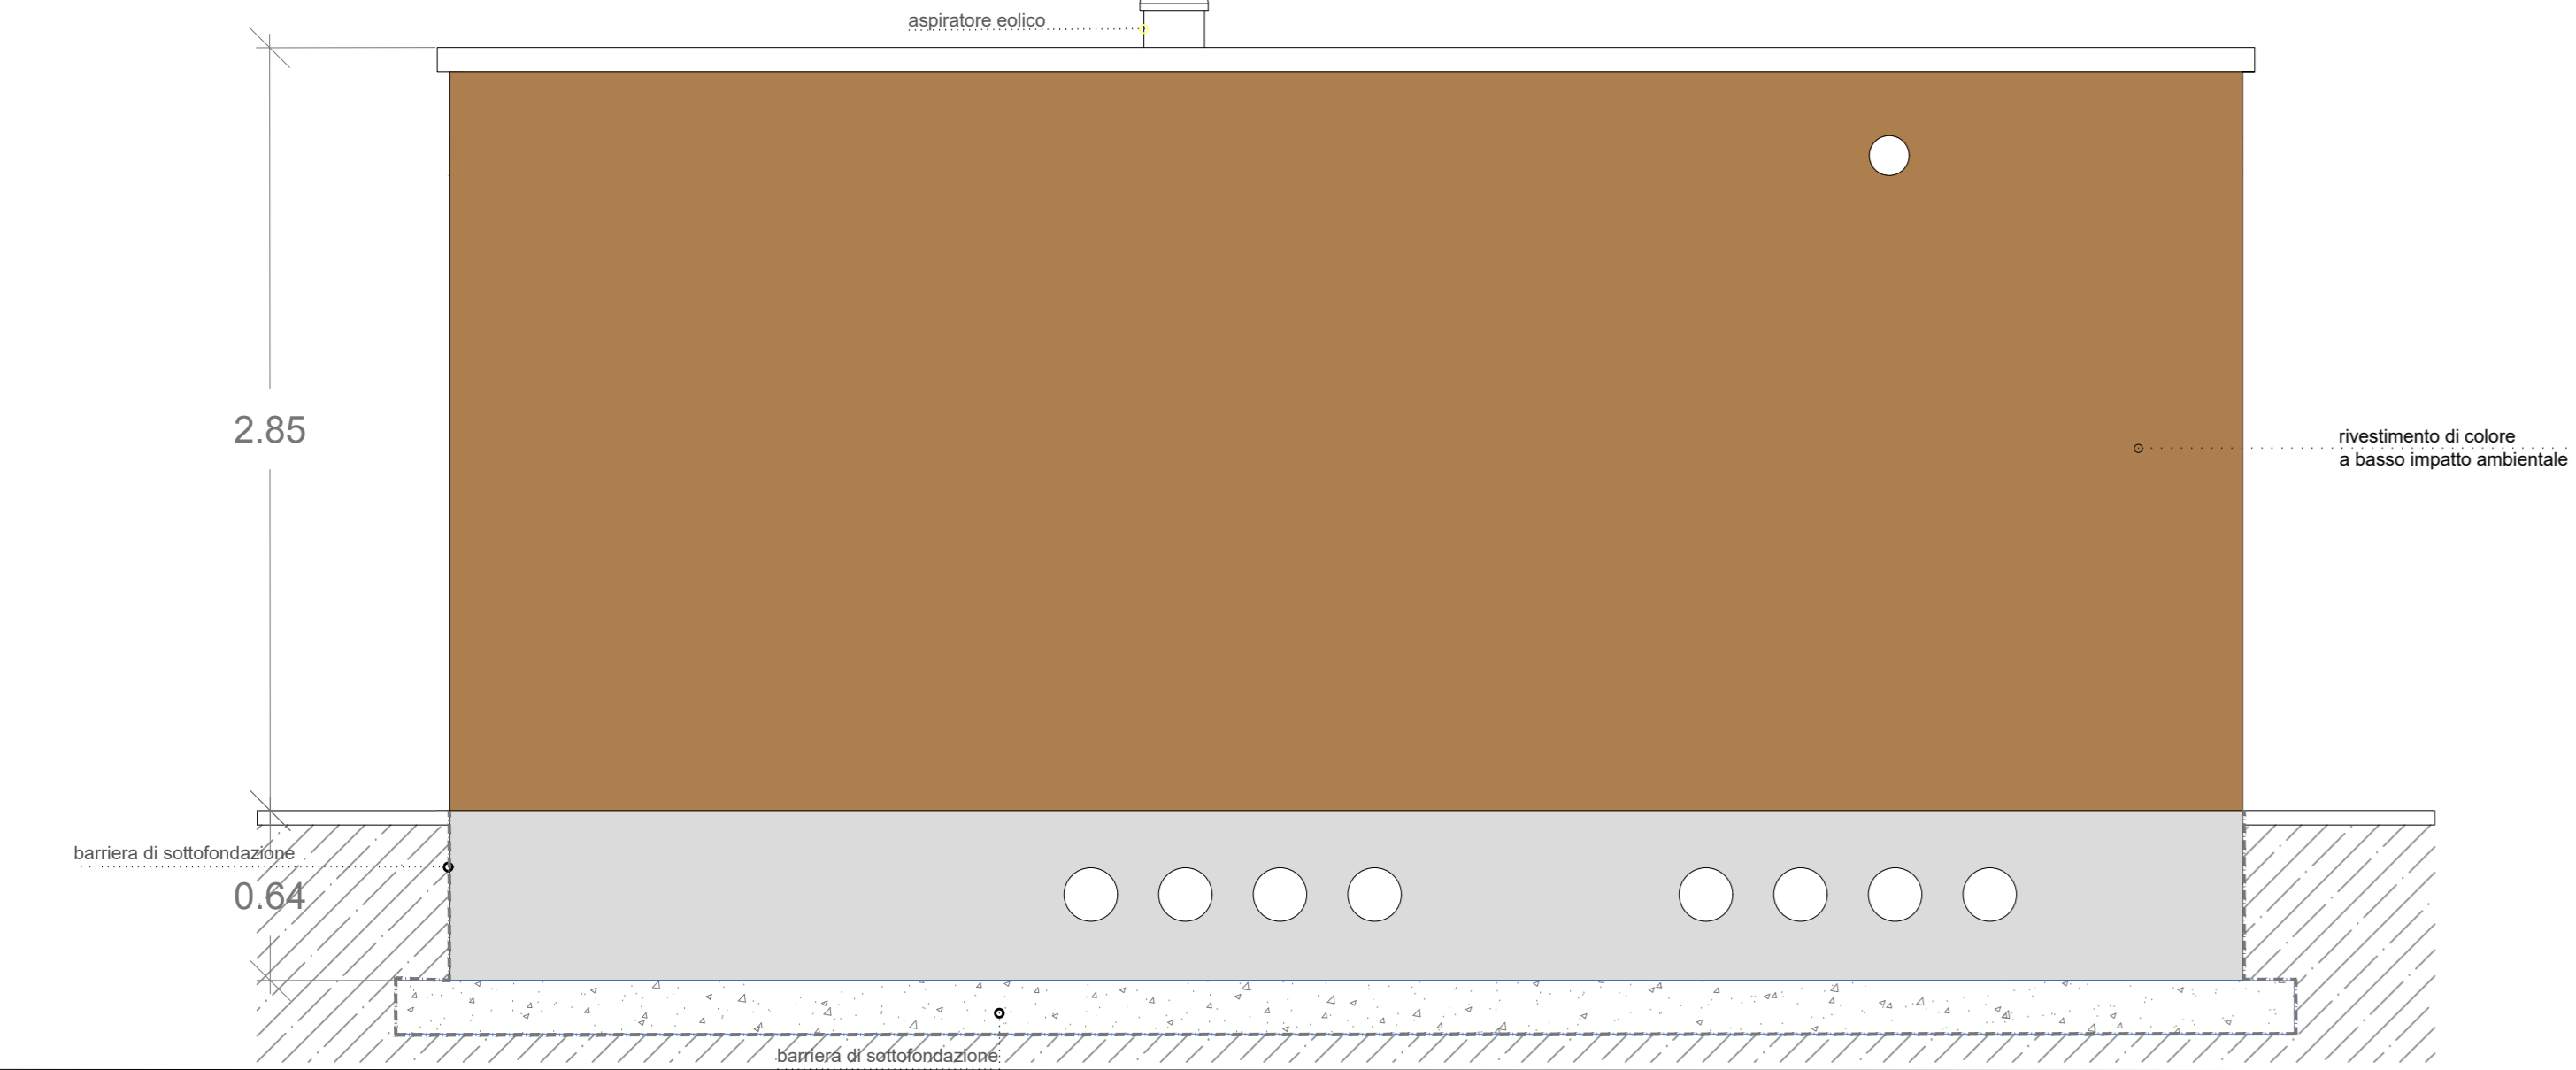 aspiratore eolico
2.85
rivestimento di colore
a basso impatto ambientale
barriera di sottofondazione
0.64
barriera di sottofondazione